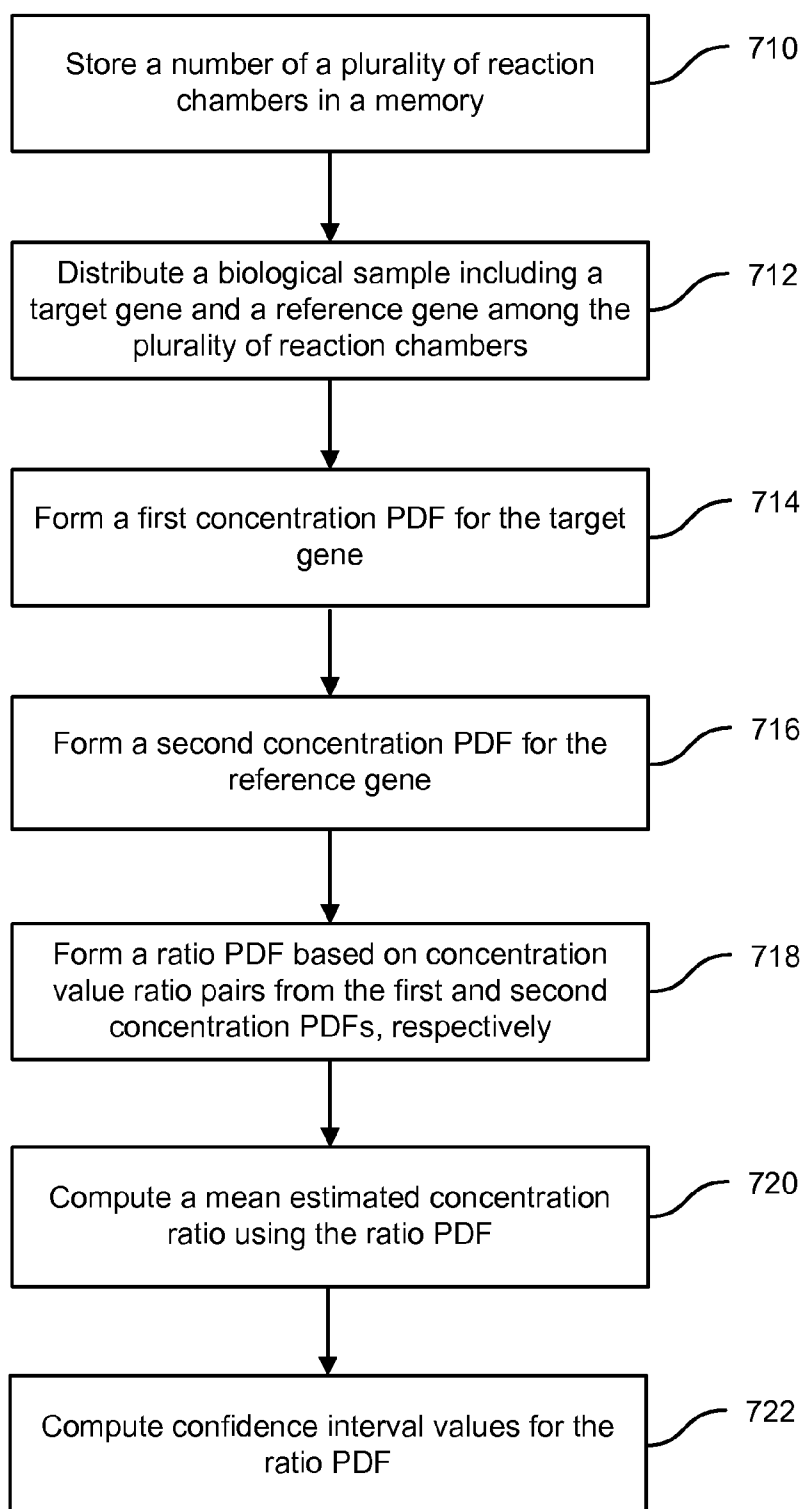 Store a number of a plurality of reaction
chambers in a memory
710
Distribute a biological sample including a
target gene and a reference gene among the
plurality of reaction chambers
712
Form a first concentration PDF for the target
gene
714
Form a second concentration PDF for the
reference gene
716
Form a ratio PDF based on concentration
value ratio pairs from the first and second
concentration PDFs, respectively
718
Compute a mean estimated concentration
ratio using the ratio PDF
720
Compute confidence interval values for the
ratio PDF
722